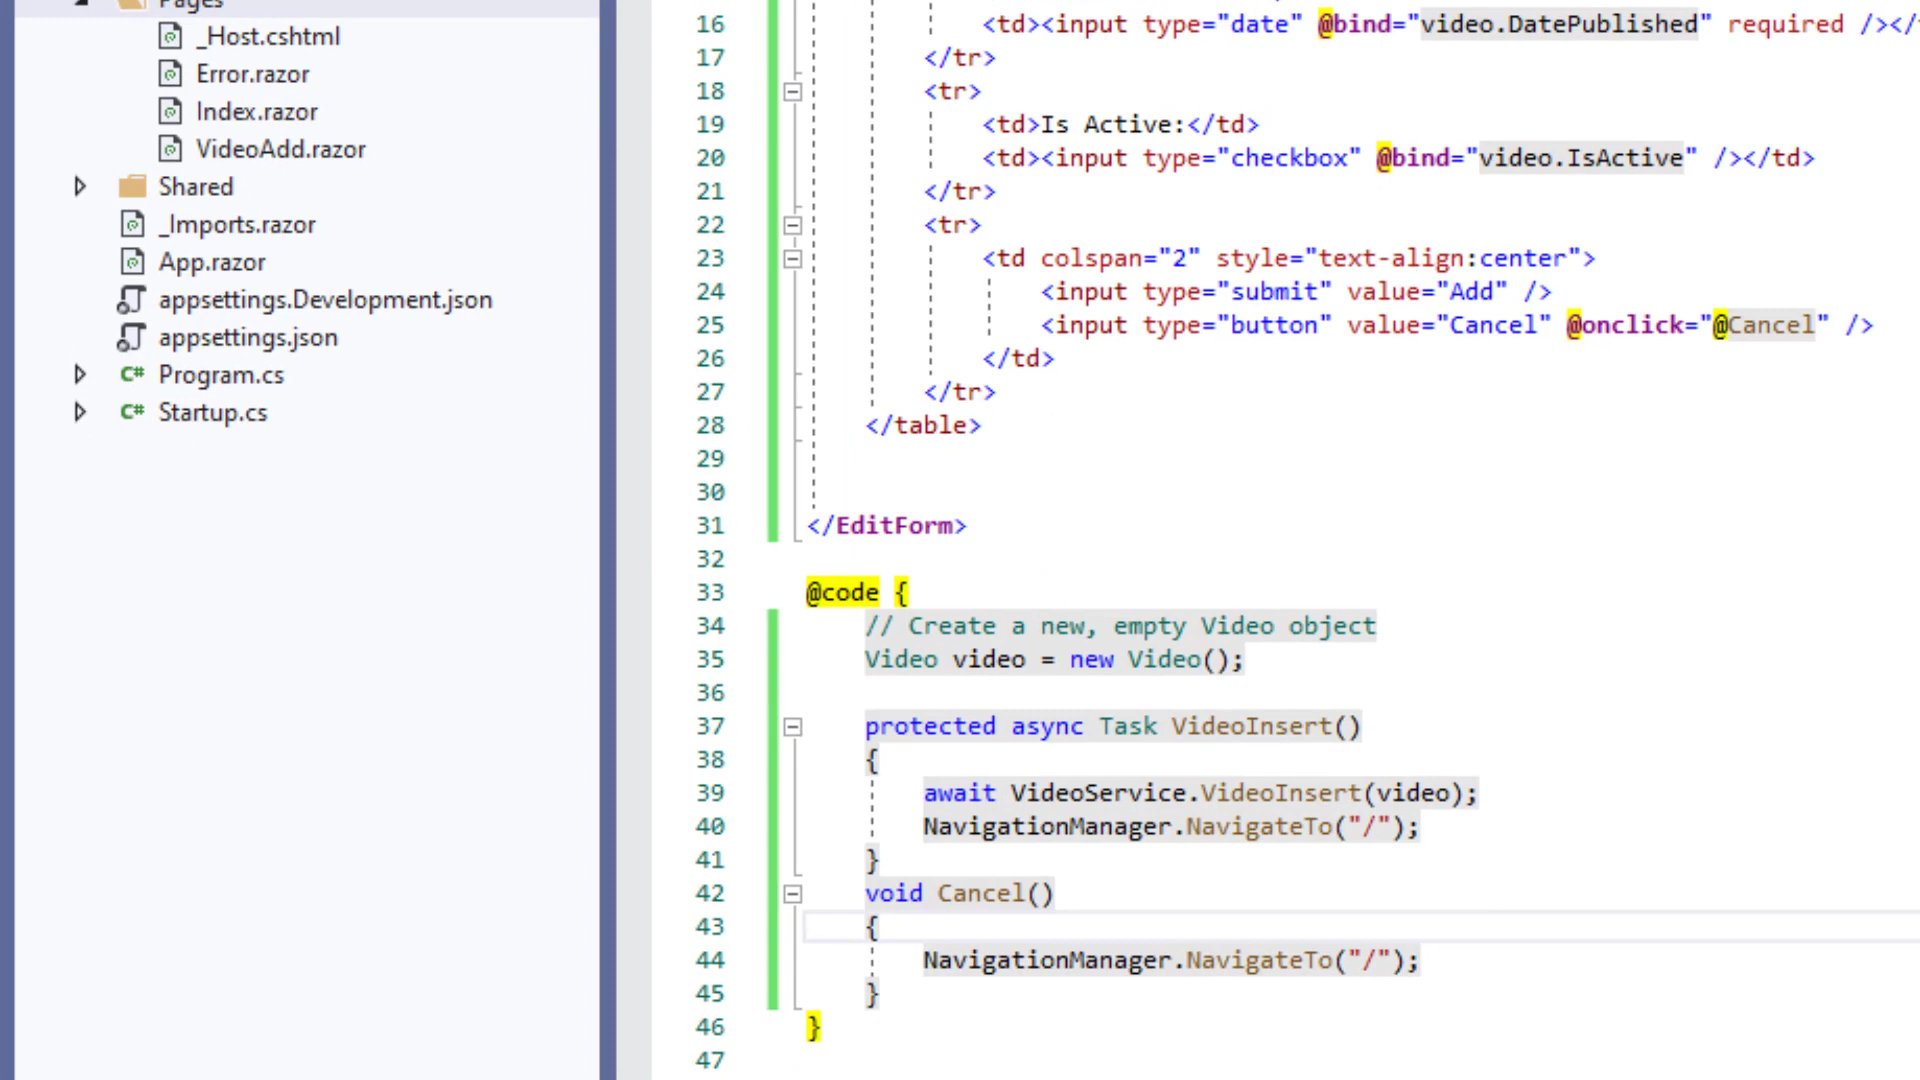 Pages
_Host.cshtml
Error.razor
Index.razor
VideoAdd.razor
Shared
_Imports.razor
App.razor
appsettings.Development.json
appsettings.json
C# Program.cs
C# Startup.cs
16 <td><input type="date" @bind="video.DatePublished" required /></
17 </tr>
18 <tr>
19 <td>Is Active:</td>
20 <td><input type="checkbox" @bind="video.IsActive" /></td>
21 </tr>
22 <tr>
23 <td colspan="2" style="text-align:center">
24 <input type="submit" value="Add" />
25 <input type="button" value="Cancel" @onclick="@Cancel" />
26 </td>
27 </tr>
28 </table>
29
30
31 </EditForm>
32
33 @code {
34 // Create a new, empty Video object
35 Video video = new Video();
36
37 protected async Task VideoInsert()
38 {
39 await VideoService.VideoInsert(video);
40 NavigationManager.NavigateTo("/");
41 }
42 void Cancel()
43 {
44 NavigationManager.NavigateTo("/");
45 }
46 }
47